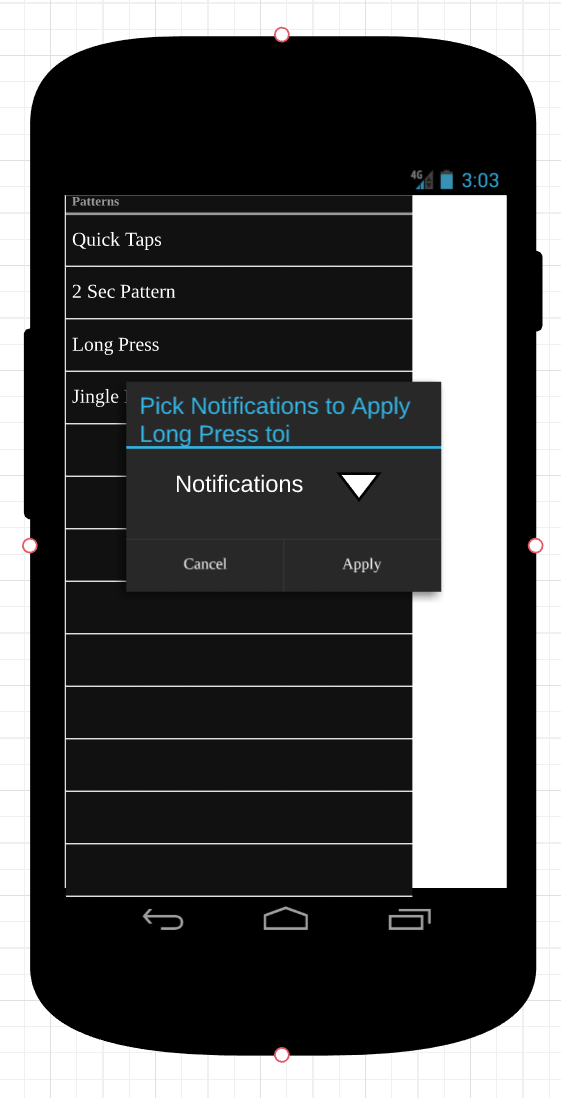 4G 3:03
Patterns
Quick Taps
2 Sec Pattern
Long Press
Jingle
Pick Notifications to Apply
Long Press toi
Notifications
Cancel Apply